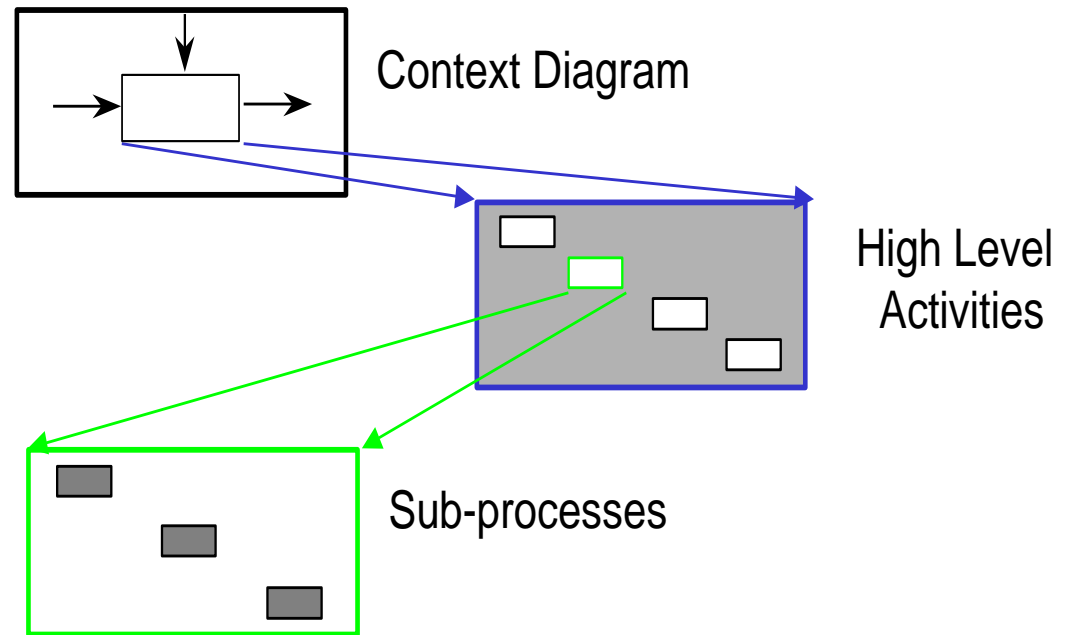 Context Diagram
High Level
Activities
Sub-processes